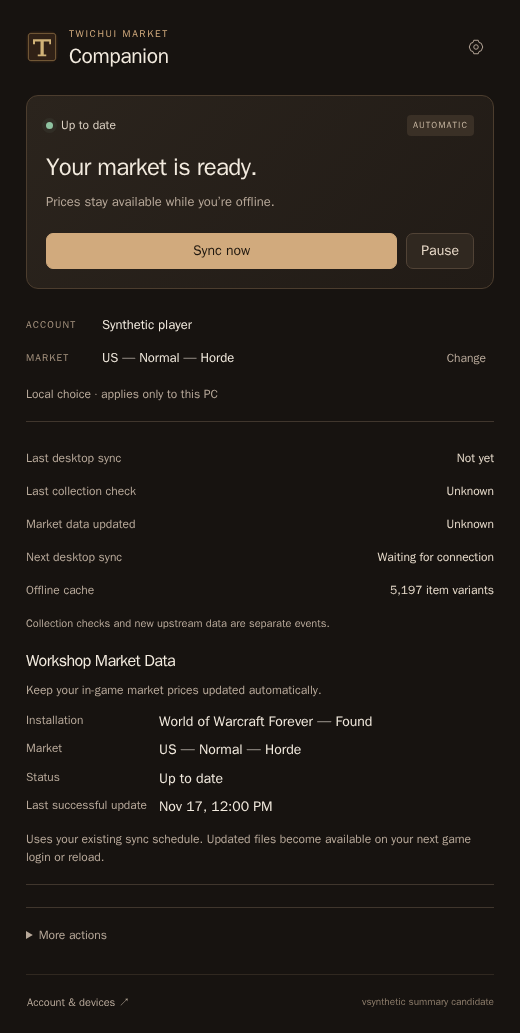 T
TWICHUI MARKET
Companion
Up to date
AUTOMATIC
Your market is ready.
Prices stay available while you're offline.
Sync now
Pause
ACCOUNT Synthetic player
MARKET US — Normal — Horde Change
Local choice · applies only to this PC
Last desktop sync Not yet
Last collection check Unknown
Market data updated Unknown
Next desktop sync Waiting for connection
Offline cache 5,197 item variants
Collection checks and new upstream data are separate events.
Workshop Market Data
Keep your in-game market prices updated automatically.
Installation World of Warcraft Forever — Found
Market US — Normal — Horde
Status Up to date
Last successful update Nov 17, 12:00 PM
Uses your existing sync schedule. Updated files become available on your next game
login or reload.
▶ More actions
Account & devices ↗
vsynthetic summary candidate